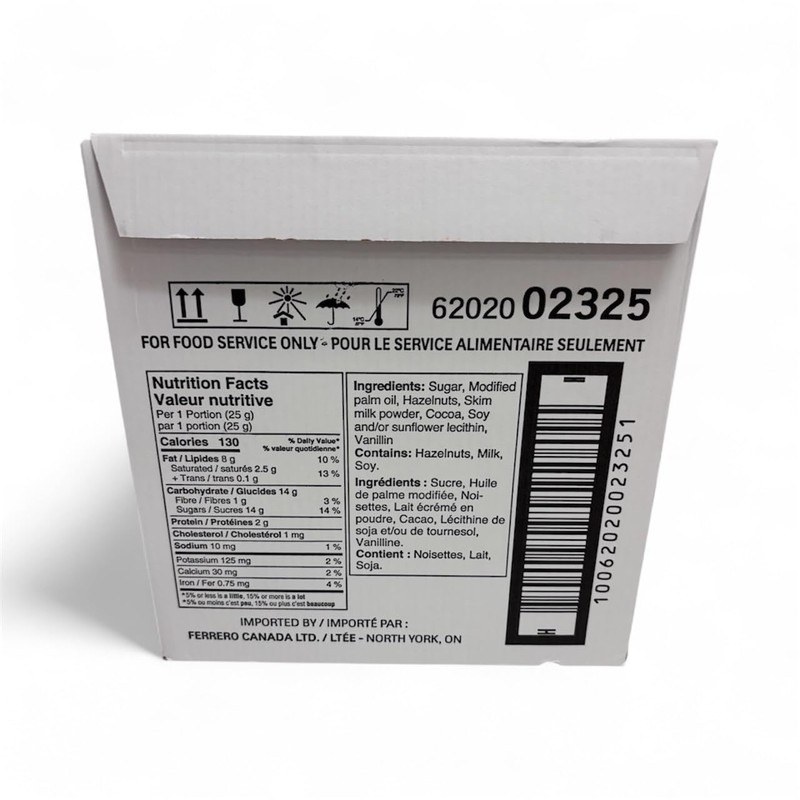 62020 02325
FOR FOOD SERVICE ONLY - POUR LE SERVICE ALIMENTAIRE SEULEMENT
Nutrition Facts
Valeur nutritive
Per 1 Portion (25 g)
par 1 portion (25 g)
Calories 130
% Daily Value*
% valeur quotidienne*
Fat / Lipides 8 g 10 %
Saturated / saturés 2.5 g
+ Trans / trans 0.1 g 13 %
Carbohydrate / Glucides 14 g
Fibre / Fibres 1 g 3 %
Sugars / Sucres 14 g 14 %
Protein / Protéines 2 g
Cholesterol / Cholestérol 1 mg
Sodium 10 mg 1 %
Potassium 125 mg 2 %
Calcium 30 mg 2 %
Iron / Fer 0.75 mg 4 %
*5% or less is a little, 15% or more is a lot
*5% ou moins c'est peu, 15% ou plus c'est beaucoup
Ingredients: Sugar, Modified
palm oil, Hazelnuts, Skim
milk powder, Cocoa, Soy
and/or sunflower lecithin,
Vanillin
Contains: Hazelnuts, Milk,
Soy.
Ingrédients : Sucre, Huile
de palme modifiée, Noi-
settes, Lait écrémé en
poudre, Cacao, Lécithine de
soja et/ou de tournesol,
Vanilline.
Contient : Noisettes, Lait,
Soja.
10062020023251
IMPORTED BY / IMPORTÉ PAR :
FERRERO CANADA LTD. / LTÉE - NORTH YORK, ON